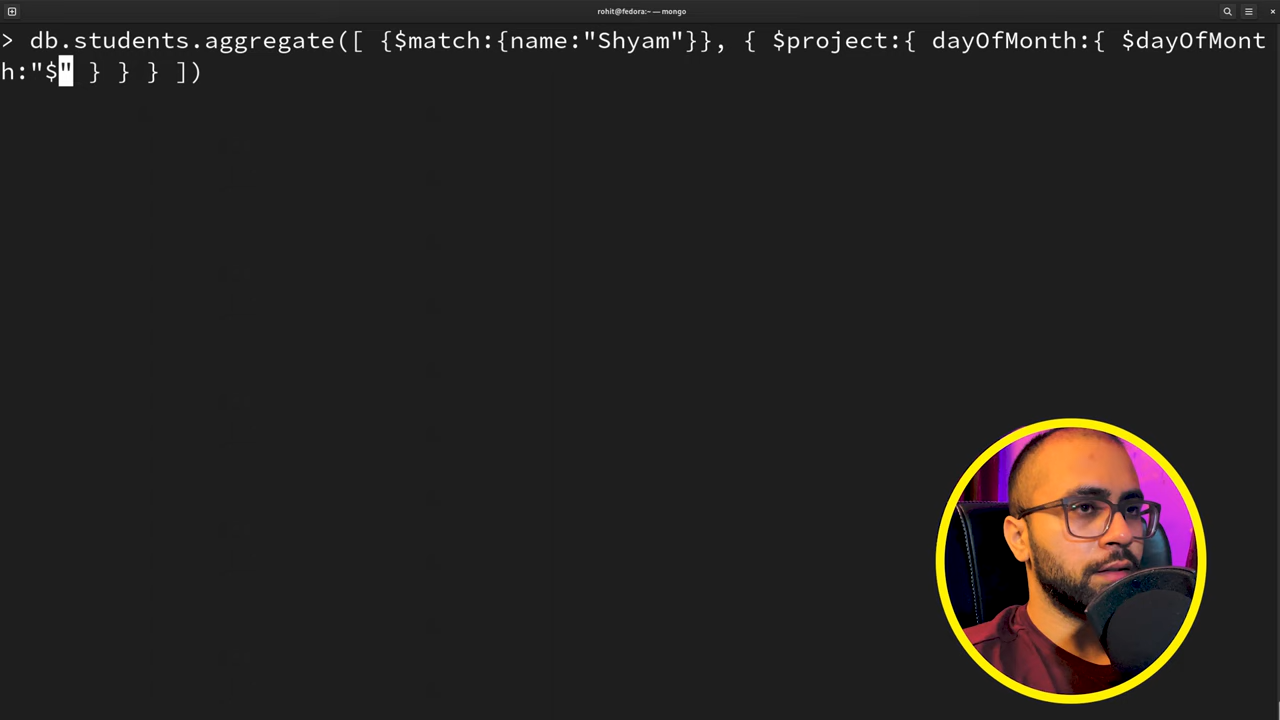 rohit@fedora:~ — mongo
> db.students.aggregate([ {$match:{name:"Shyam"}}, { $project:{ dayOfMonth:{ $dayOfMont
h:"$" } } } ])